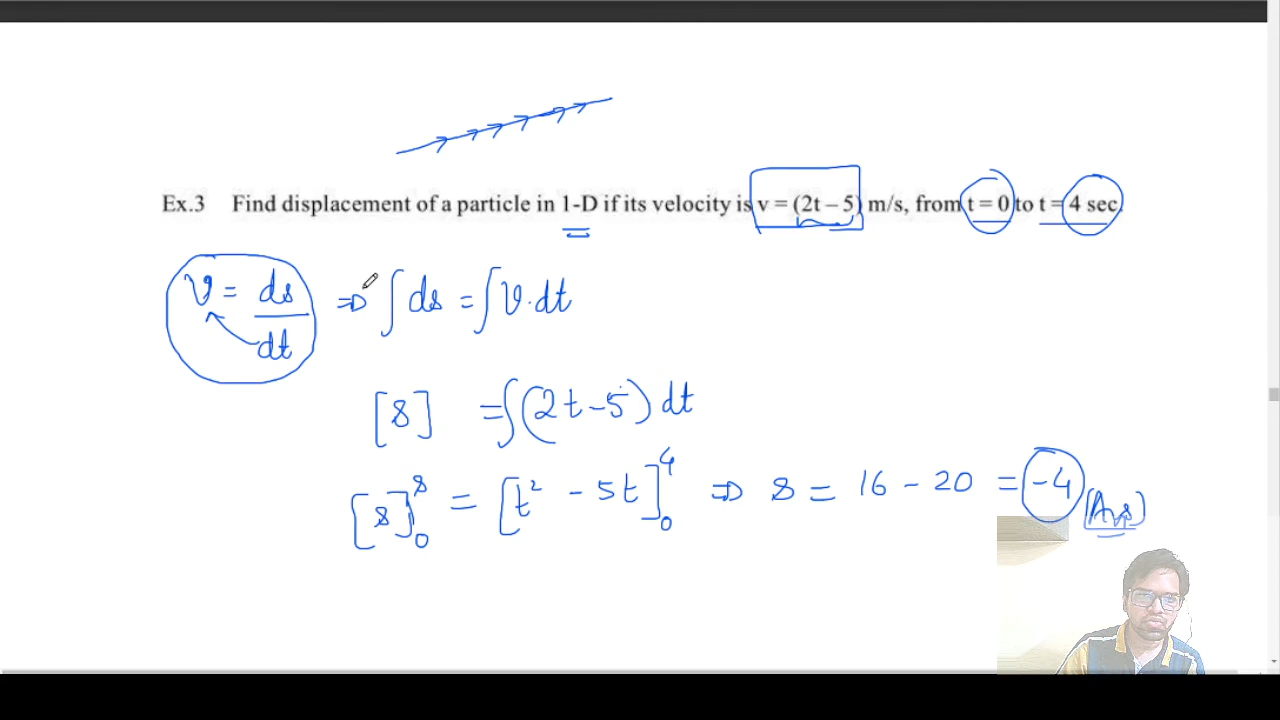 Ex.3 Find displacement of a particle in 1-D if its velocity is v = (2t – 5) m/s, from t = 0 to t = 4 sec.
v = ds/dt ⇒ ∫ds = ∫v.dt
[s] = ∫(2t-5) dt
[s]₀ˢ = [t² - 5t]₀⁴ ⇒ s = 16 - 20 = -4 (Ans)